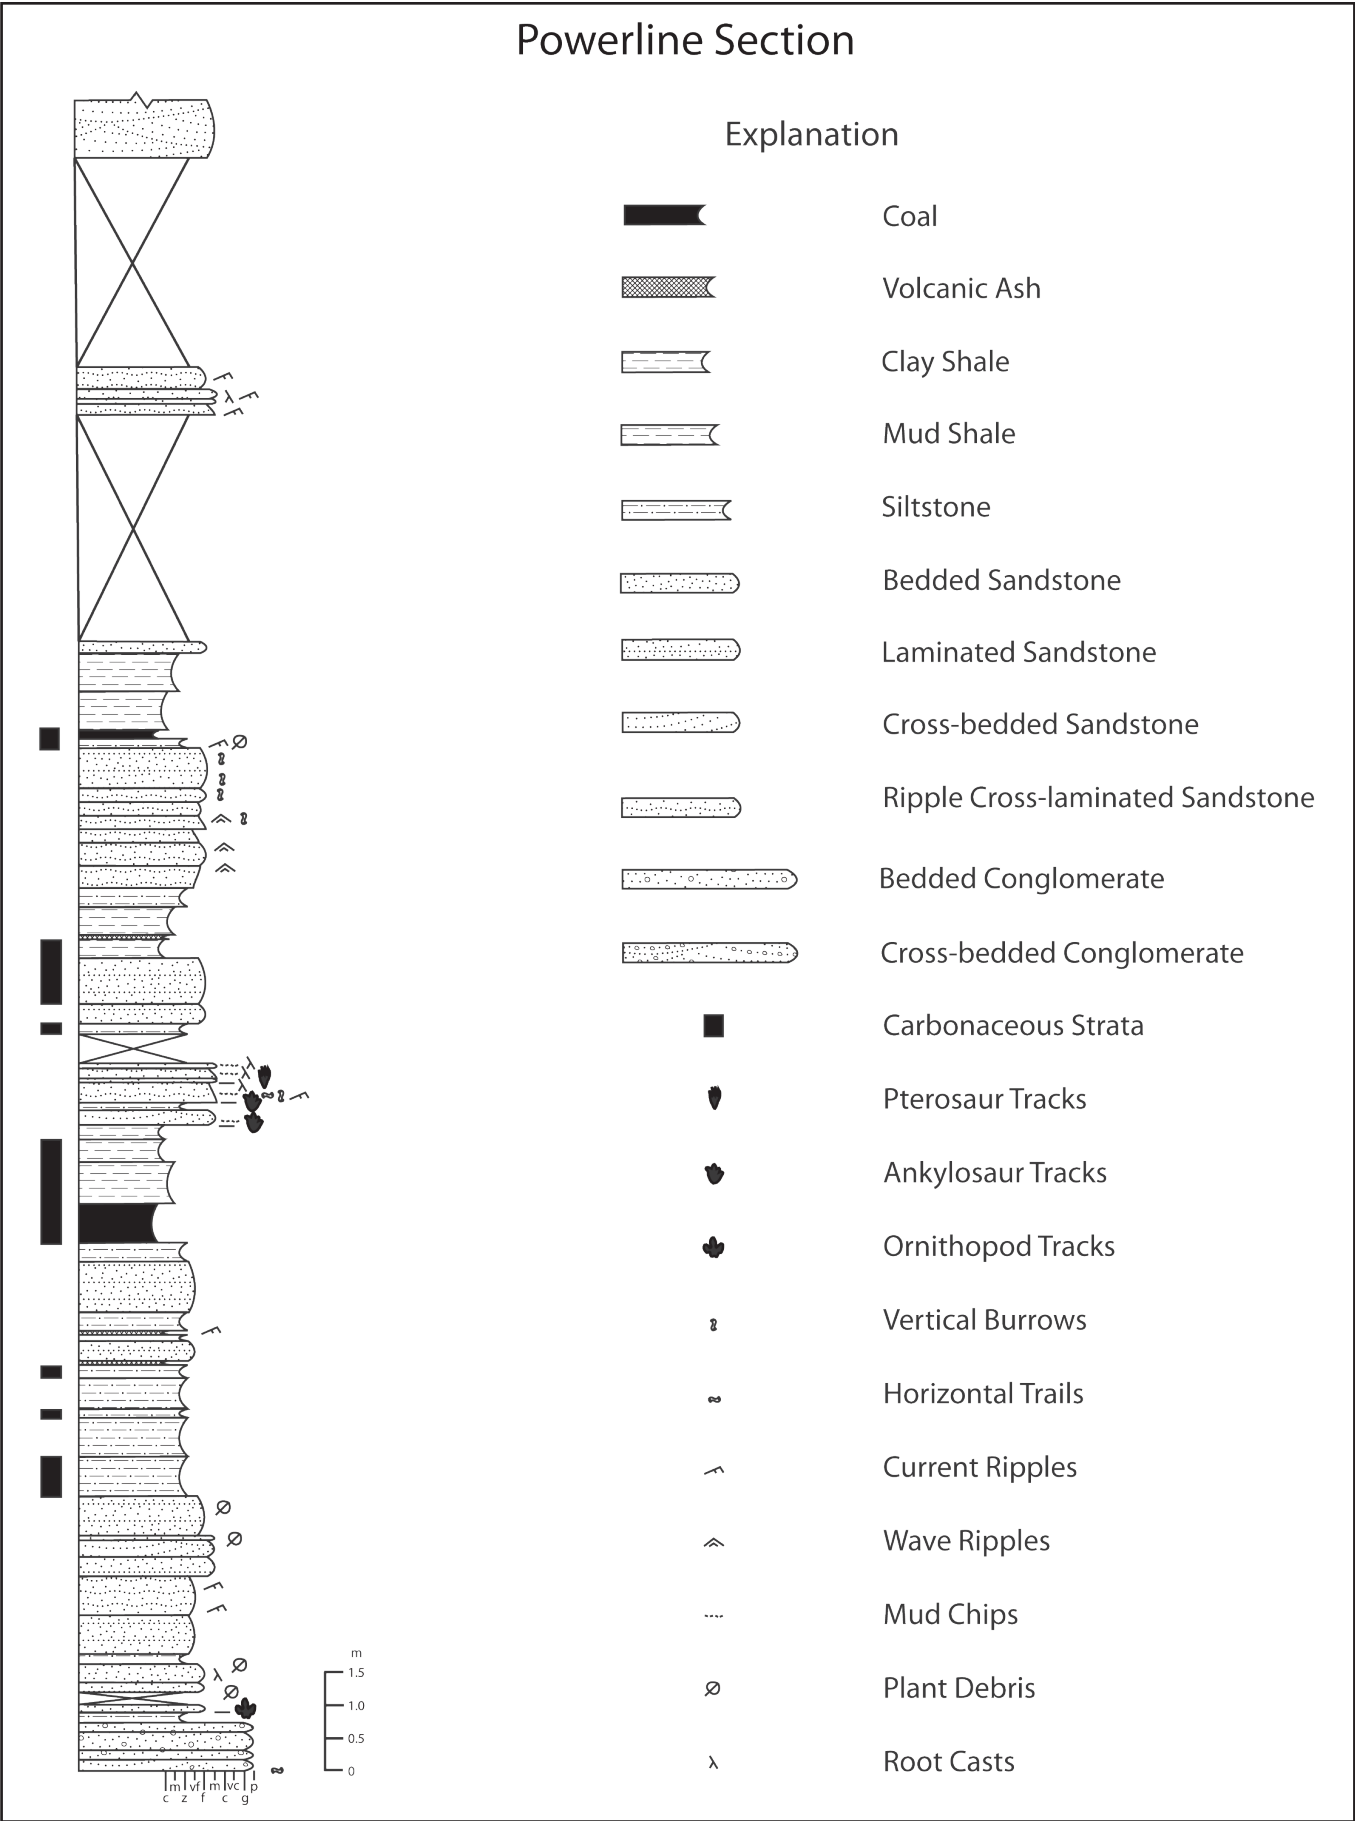 Powerline Section
Explanation
Coal
Volcanic Ash
Clay Shale
Mud Shale
Siltstone
Bedded Sandstone
Laminated Sandstone
Cross-bedded Sandstone
Ripple Cross-laminated Sandstone
Bedded Conglomerate
Cross-bedded Conglomerate
Carbonaceous Strata
Pterosaur Tracks
Ankylosaur Tracks
Ornithopod Tracks
Vertical Burrows
Horizontal Trails
Current Ripples
Wave Ripples
Mud Chips
Plant Debris
Root Casts
m
1.5
1.0
0.5
0
m vf m vc p
c z f c g